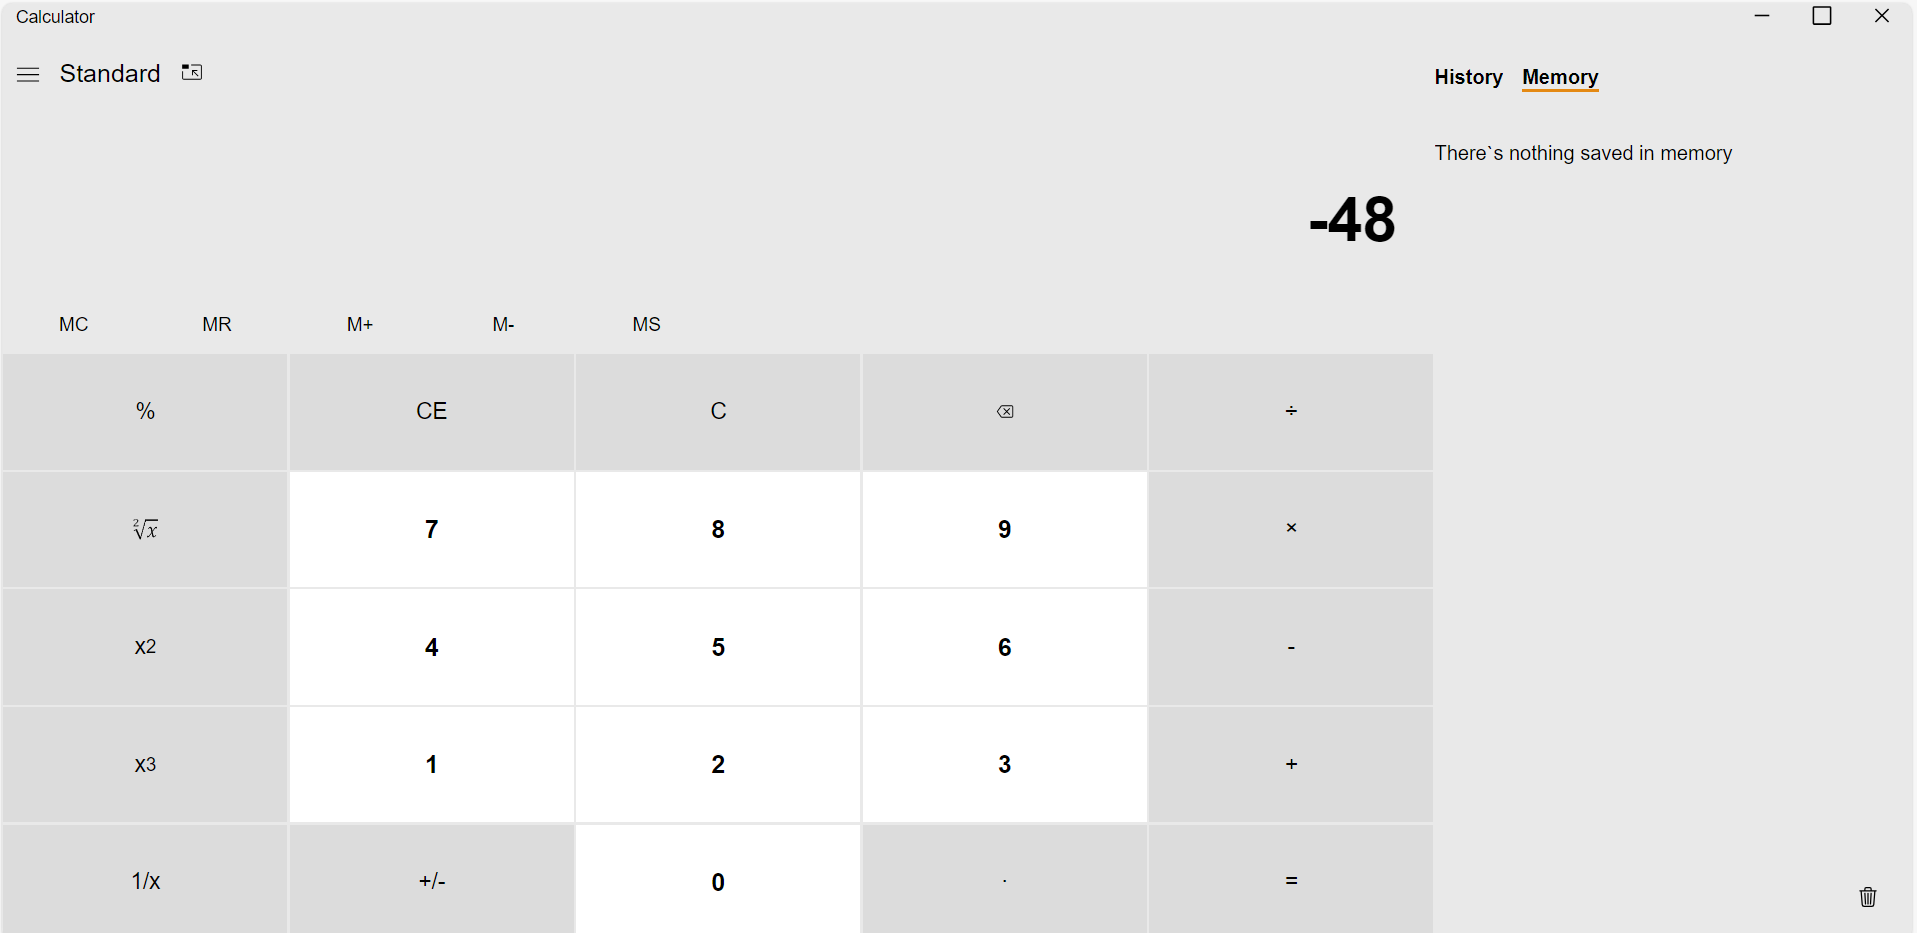 Calculator
Standard
History Memory
There`s nothing saved in memory
-48
MC MR M+ M- MS
% CE C ÷
2√x 7 8 9 ×
x2 4 5 6 -
x3 1 2 3 +
1/x +/- 0 . =